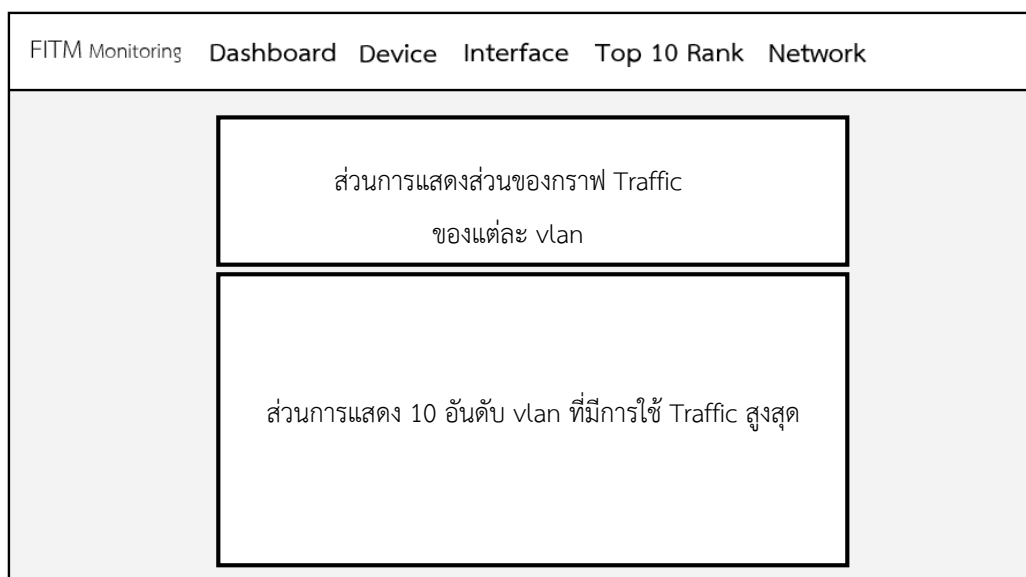 FITM Monitoring Dashboard Device Interface Top 10 Rank Network
ส่วนการแสดงส่วนของกราฟ Traffic
ของแต่ละ vlan
ส่วนการแสดง 10 อันดับ vlan ที่มีการใช้ Traffic สูงสุด